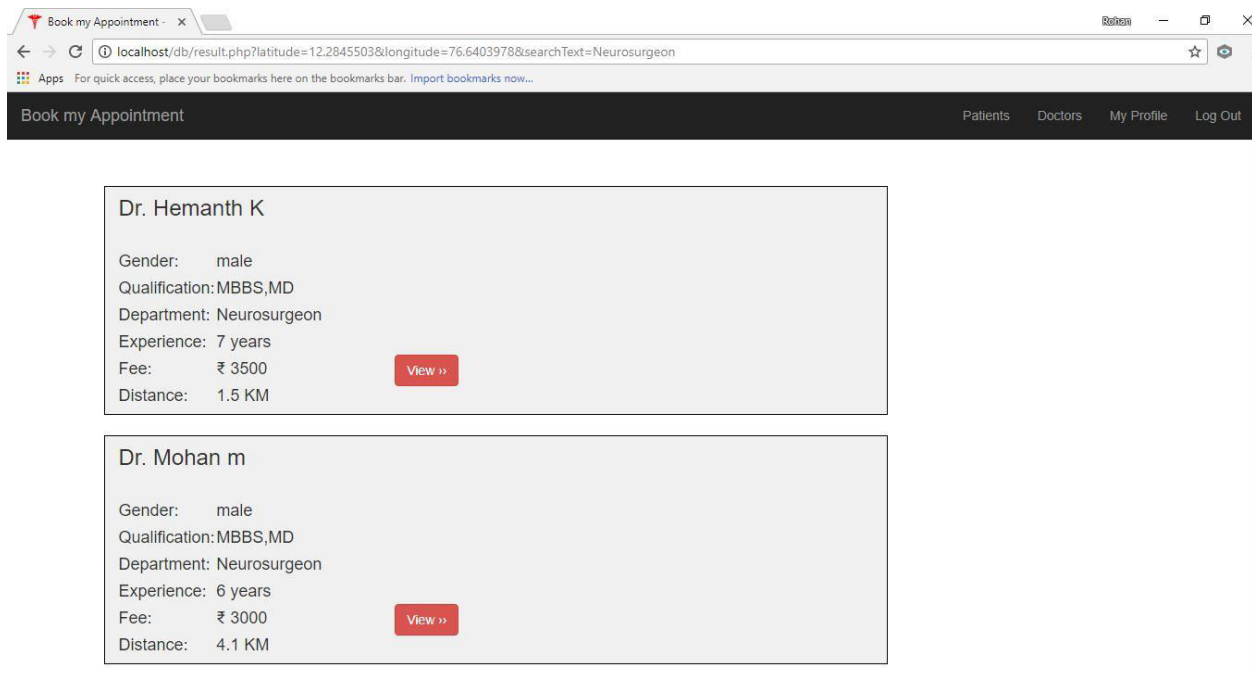 Book my Appointment -
Rohan
localhost/db/result.php?latitude=12.2845503&longitude=76.6403978&searchText=Neurosurgeon
Apps For quick access, place your bookmarks here on the bookmarks bar. Import bookmarks now...
Book my Appointment Patients Doctors My Profile Log Out
Dr. Hemanth K
Gender: male
Qualification: MBBS,MD
Department: Neurosurgeon
Experience: 7 years
Fee: ₹ 3500 View ››
Distance: 1.5 KM
Dr. Mohan m
Gender: male
Qualification: MBBS,MD
Department: Neurosurgeon
Experience: 6 years
Fee: ₹ 3000 View ››
Distance: 4.1 KM